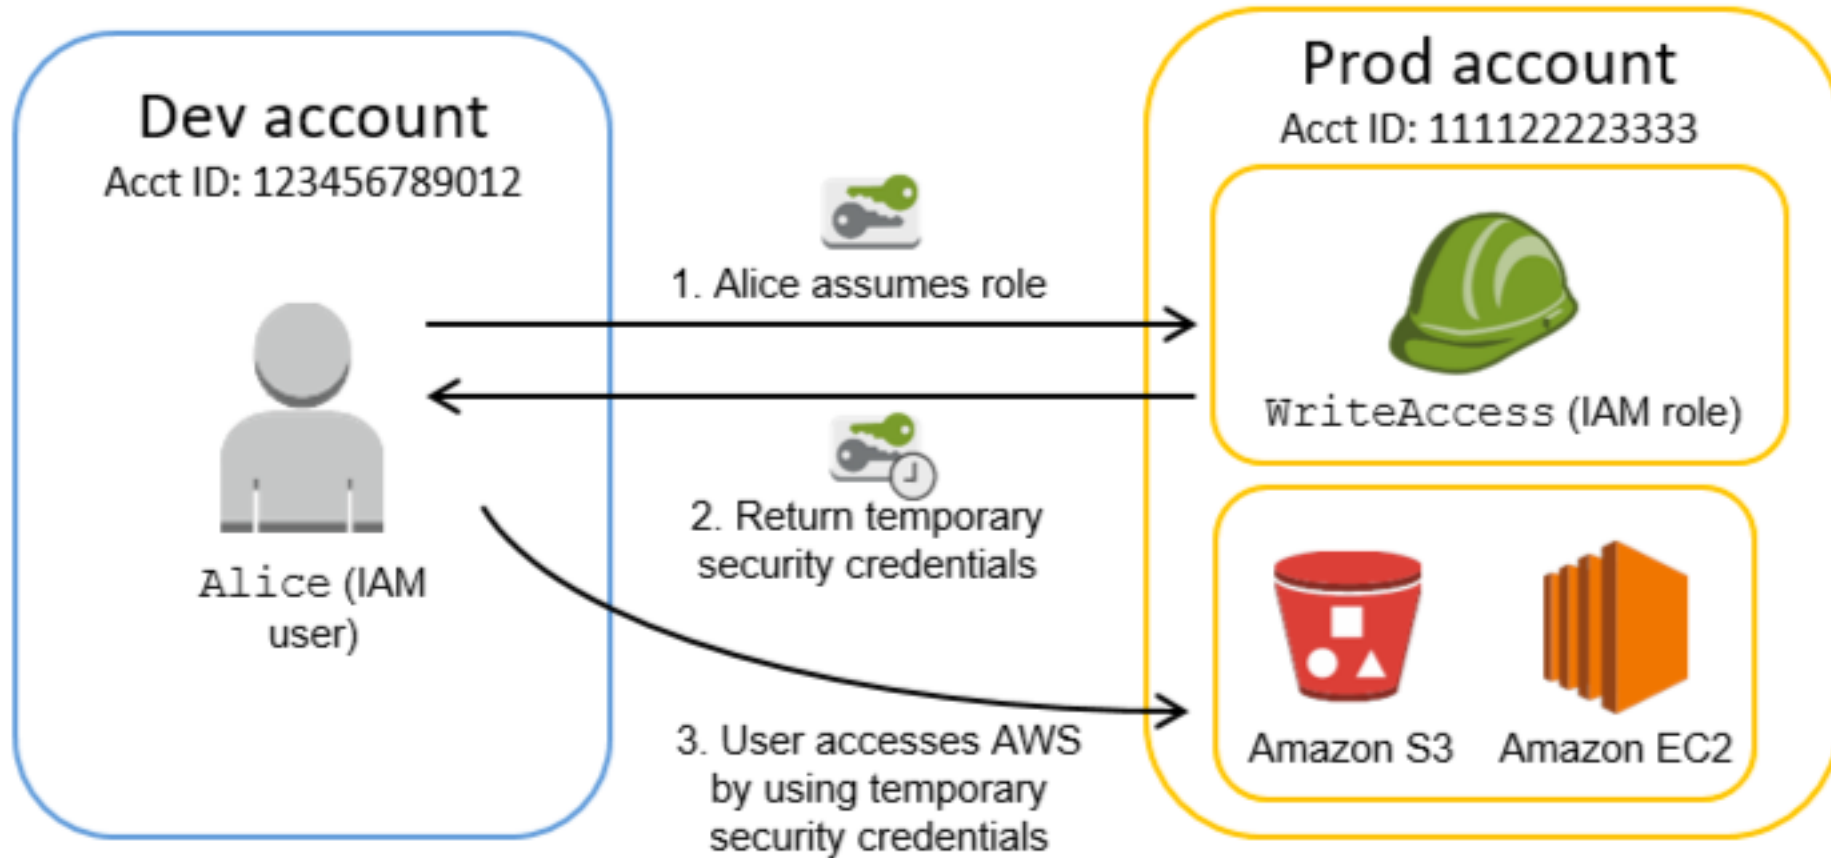 Dev account
Acct ID: 123456789012
Alice (IAM
user)
1. Alice assumes role
2. Return temporary
security credentials
3. User accesses AWS
by using temporary
security credentials
Prod account
Acct ID: 111122223333
WriteAccess (IAM role)
Amazon S3
Amazon EC2